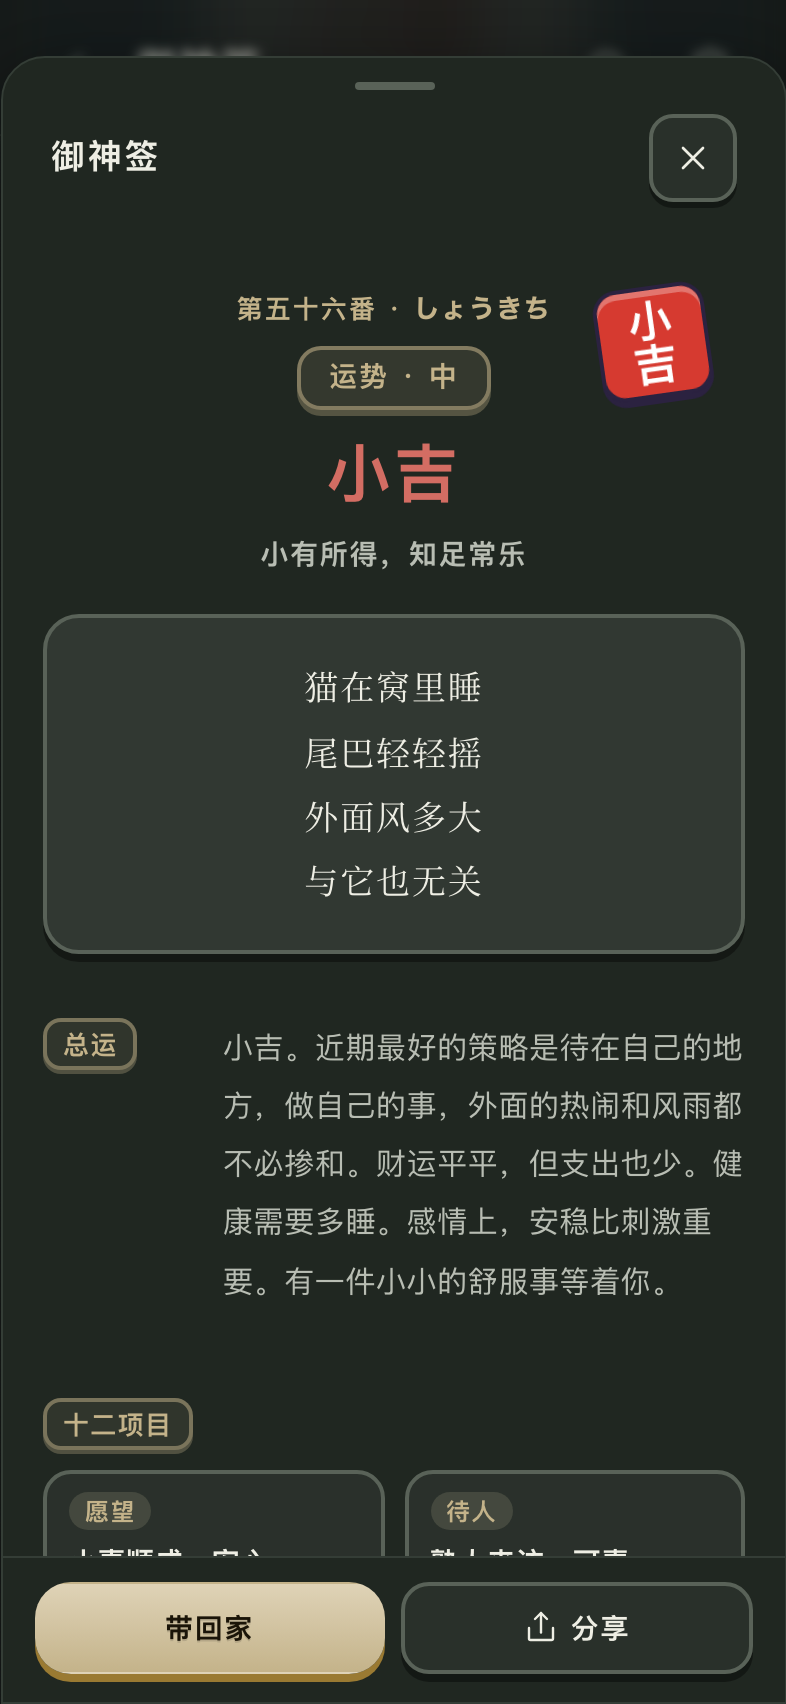 御神签
第五十六番 · しょうきち
小
吉
运势 · 中
小吉
小有所得，知足常乐
猫在窝里睡
尾巴轻轻摇
外面风多大
与它也无关
总运
小吉。近期最好的策略是待在自己的地
方，做自己的事，外面的热闹和风雨都
不必掺和。财运平平，但支出也少。健
康需要多睡。感情上，安稳比刺激重
要。有一件小小的舒服事等着你。
十二项目
愿望
待人
带回家
分享